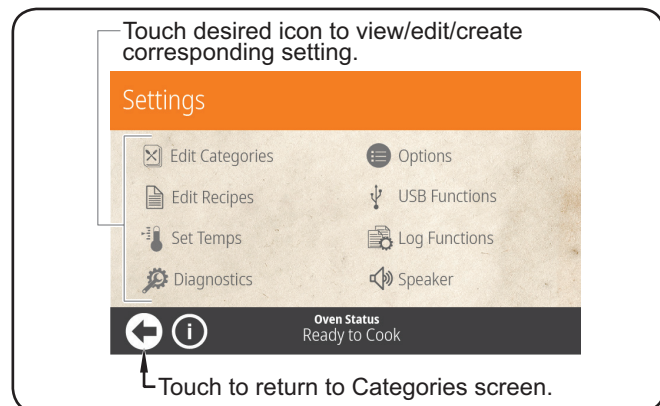 Touch desired icon to view/edit/create
corresponding setting.
Settings
Edit Categories
Options
Edit Recipes
USB Functions
Set Temps
Log Functions
Diagnostics
Speaker
i
Oven Status
Ready to Cook
Touch to return to Categories screen.